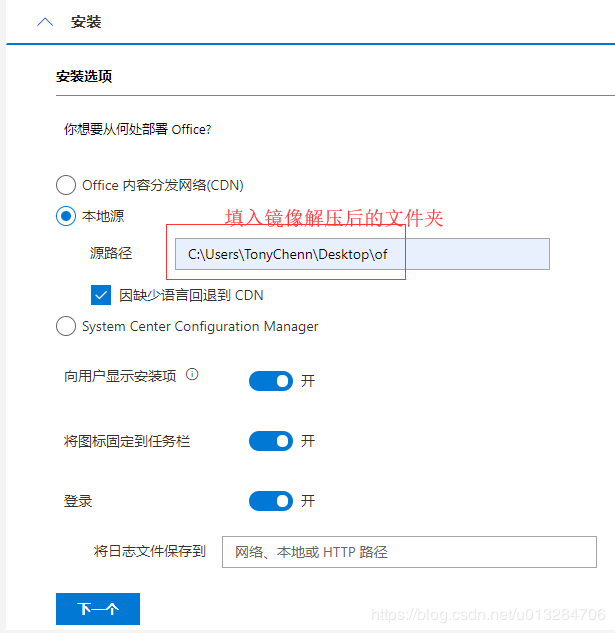 安装
安装选项
你想要从何处部署 Office?
Office 内容分发网络(CDN)
本地源
填入镜像解压后的文件夹
源路径
C:\Users\TonyChenn\Desktop\of
因缺少语言回退到 CDN
System Center Configuration Manager
向用户显示安装项
开
将图标固定到任务栏
开
登录
开
将日志文件保存到
网络、本地或 HTTP 路径
下一个
https://blog.csdn.net/u013284706